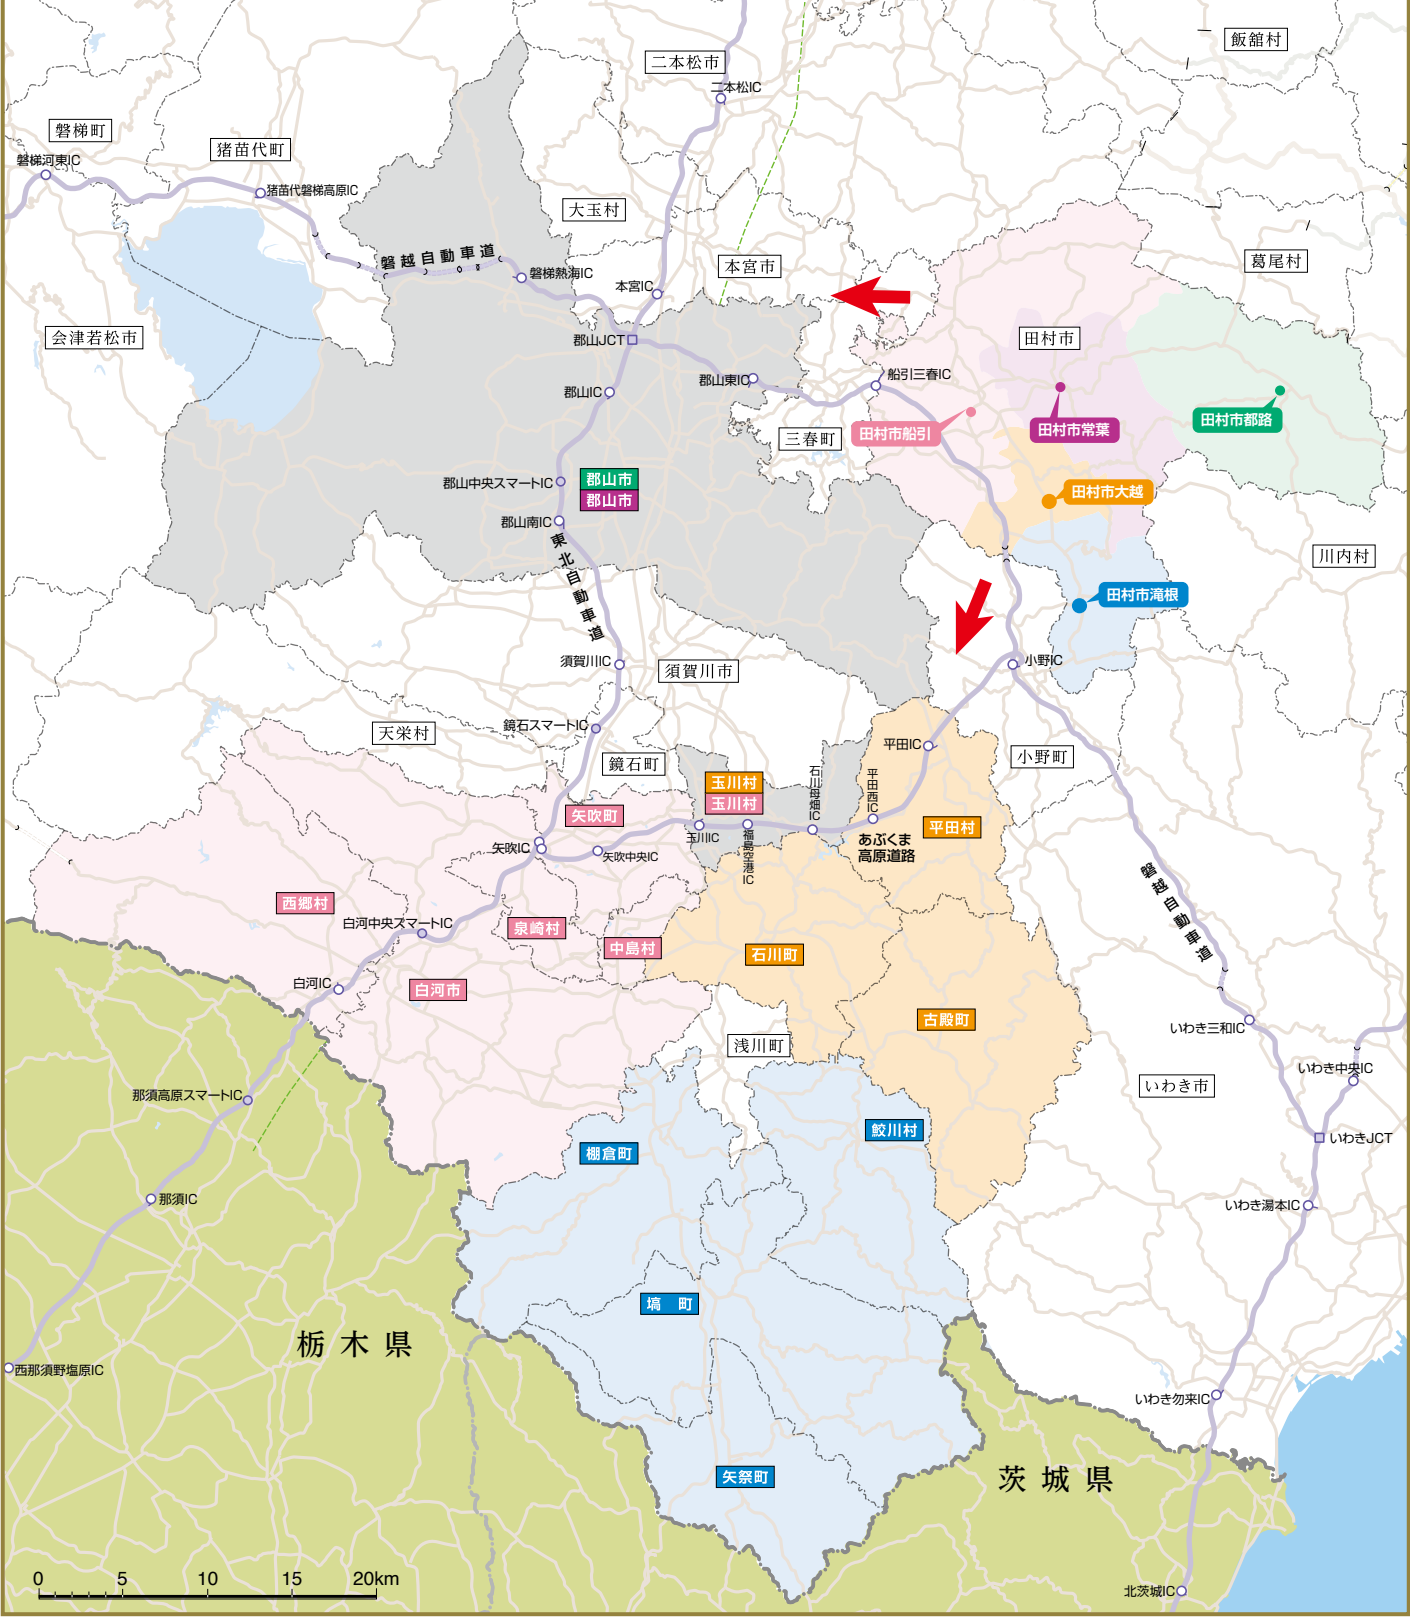 飯舘村
二本松市
二本松IC
磐梯町
磐梯河東IC
猪苗代町
猪苗代磐梯高原IC
大玉村
磐越自動車道
磐梯熱海IC
本宮市
本宮IC
葛尾村
会津若松市
郡山JCT
田村市
郡山IC
郡山東IC
船引三春IC
三春町
田村市船引
田村市常葉
田村市都路
郡山中央スマートIC
郡山市
郡山市
田村市大越
郡山南IC
東北自動車道
川内村
田村市滝根
須賀川IC
須賀川市
小野IC
天栄村
鏡石スマートIC
鏡石町
平田IC
小野町
玉川村
玉川村
石川母畑IC
平田西IC
矢吹町
玉川IC
福島空港IC
平田村
あぶくま
高原道路
矢吹IC
矢吹中央IC
磐越自動車道
西郷村
白河中央スマートIC
泉崎村
中島村
石川町
白河IC
白河市
古殿町
いわき三和IC
浅川町
いわき中央IC
いわき市
那須高原スマートIC
鮫川村
棚倉町
いわきJCT
那須IC
いわき湯本IC
塙　町
栃木県
西那須野塩原IC
いわき勿来IC
矢祭町
茨城県
0 5 10 15 20km
北茨城IC